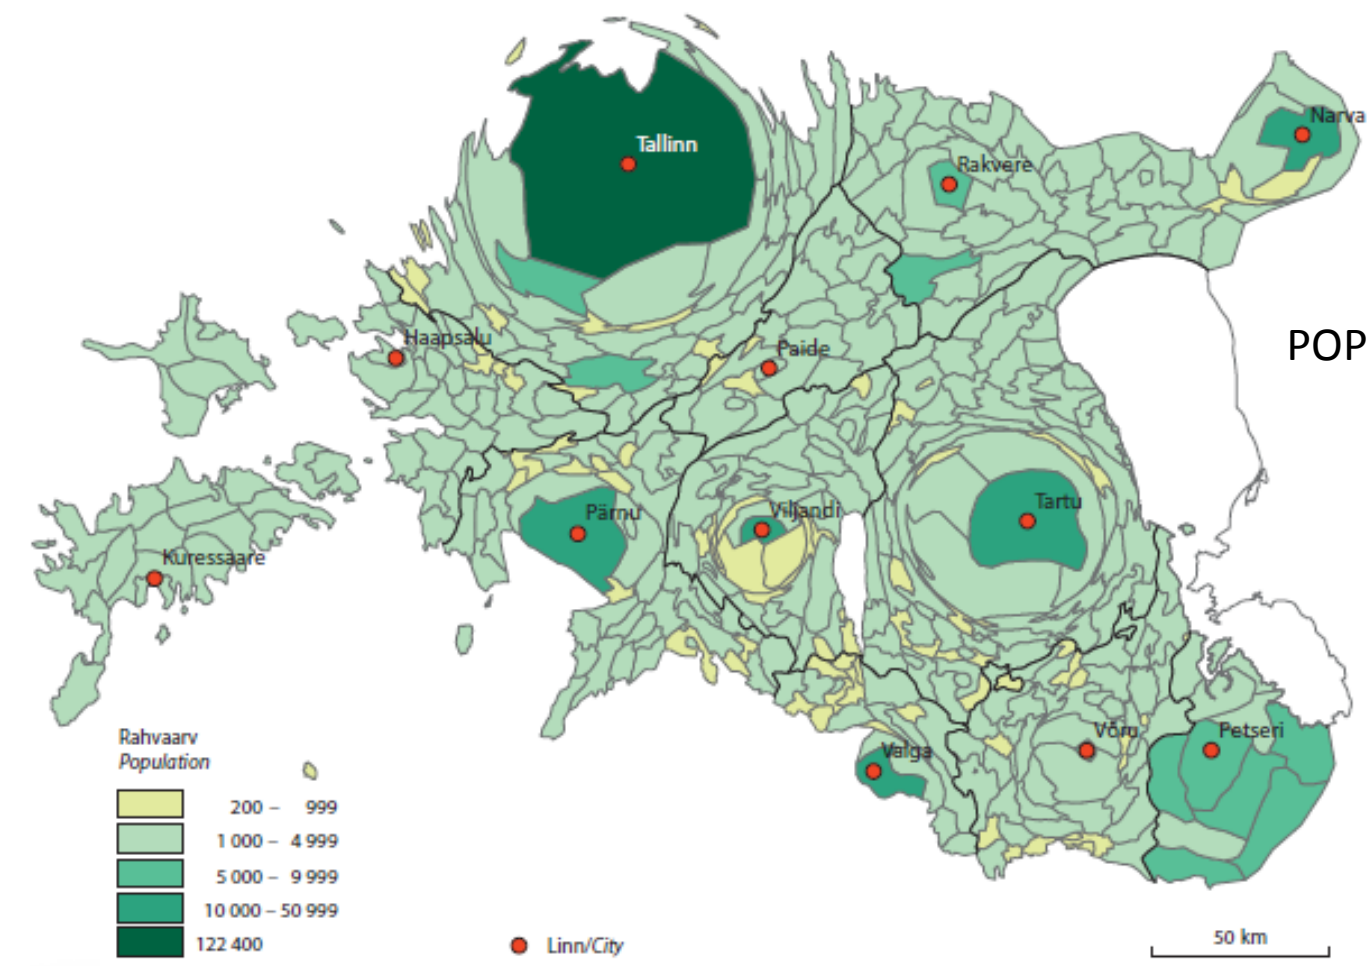 Tallinn
Narva
Rakvere
POP
Haapsalu
Paide
Tartu
Pärnu
Viljandi
Kuressaare
Võru
Petseri
Valga
Rahvaarv
Population
200 – 999
1 000 – 4 999
5 000 – 9 999
10 000 – 50 999
122 400
Linn/City
50 km